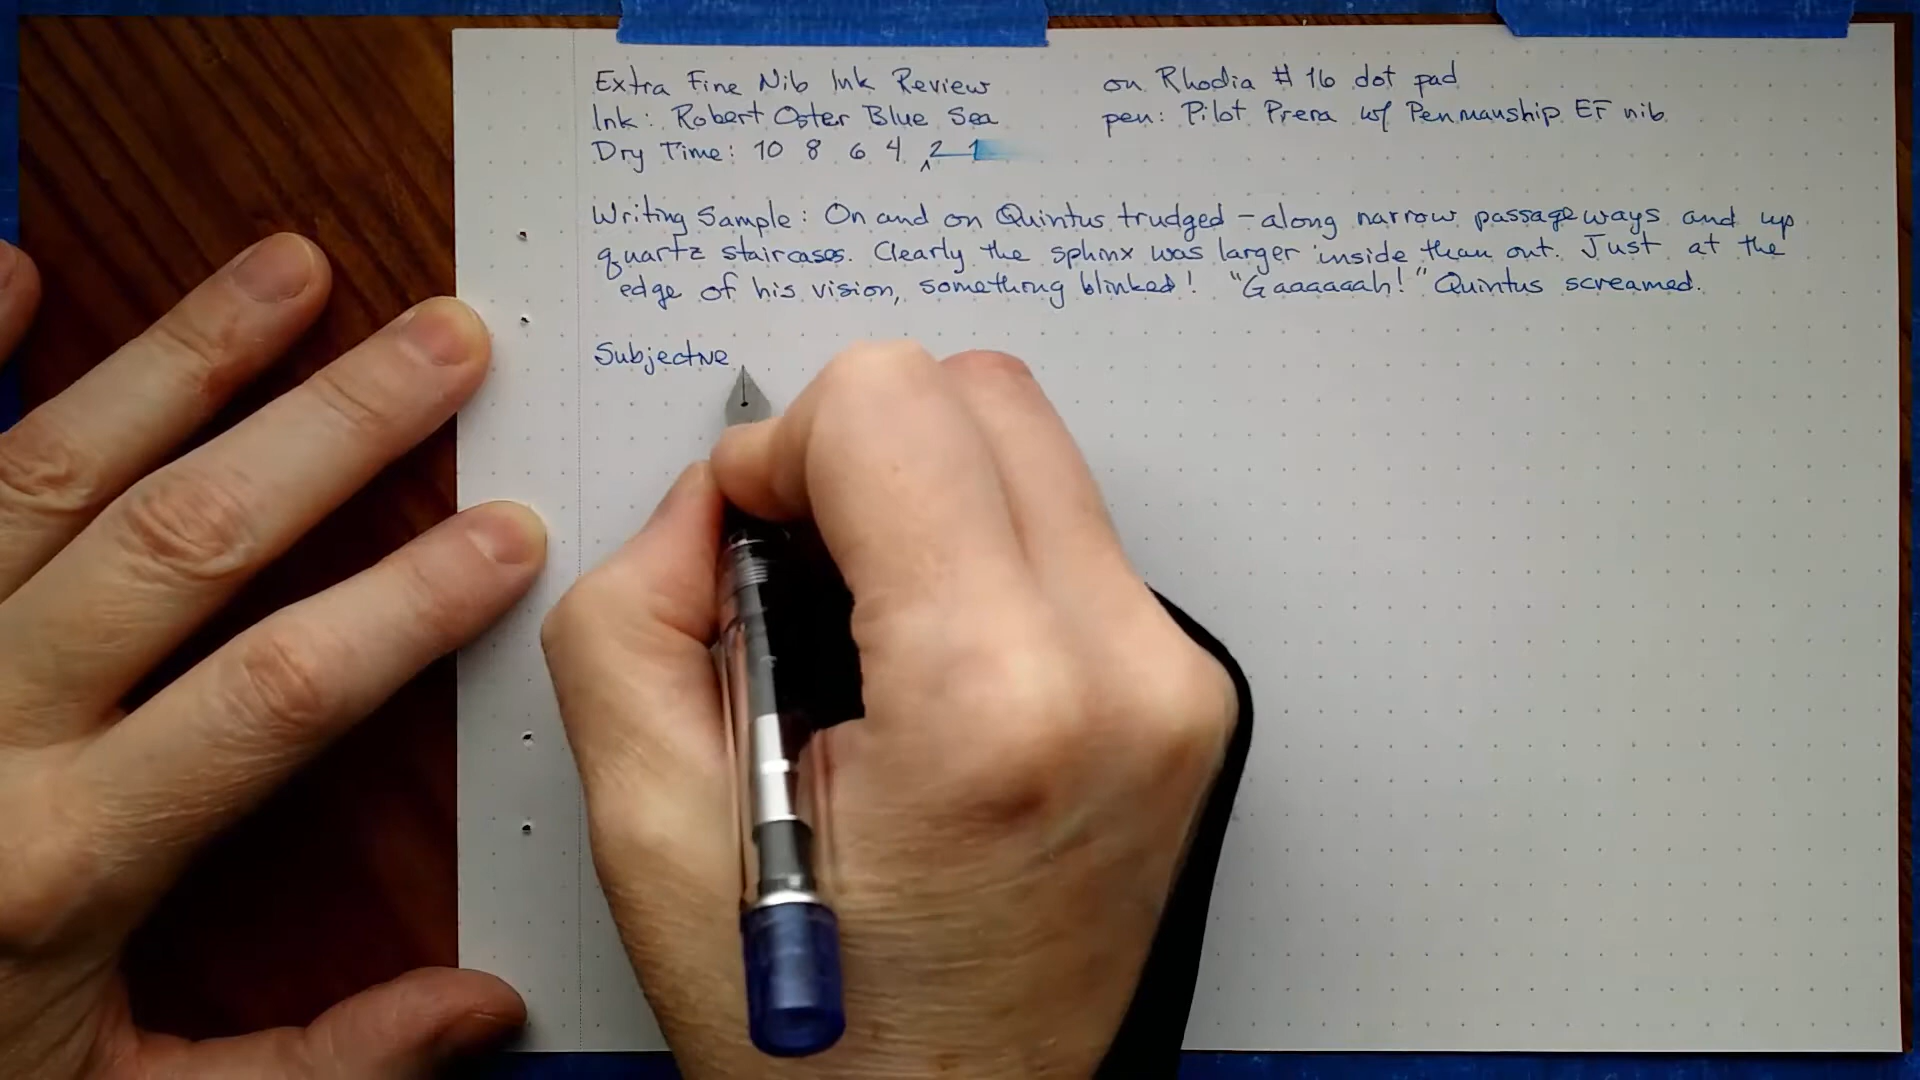 Extra Fine Nib Ink Review
on Rhodia # 16 dot pad
Ink: Robert Oster Blue Sea
pen: Pilot Prera w/ Penmanship EF nib
Dry Time: 10 8 6 4 ^ 2 1
Writing Sample: On and on Quintus trudged - along narrow passageways and up
quartz staircases. Clearly the sphinx was larger inside than out. Just at the
edge of his vision, something blinked! "Gaaaaaah!" Quintus screamed.
Subjective